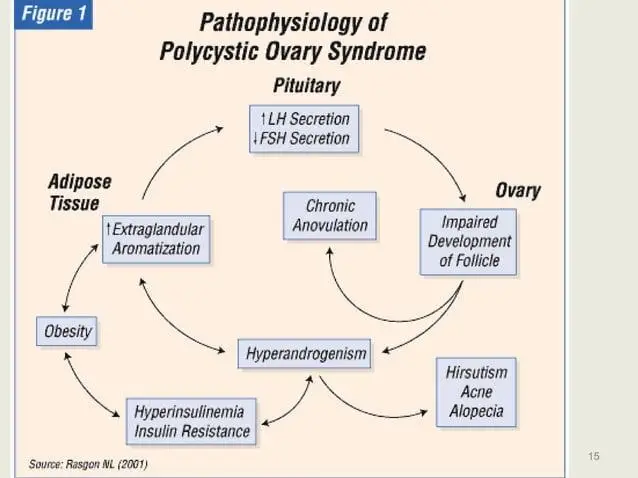 Figure 1
Pathophysiology of
Polycystic Ovary Syndrome
Pituitary
↑LH Secretion
↓FSH Secretion
Adipose
Tissue
Ovary
↑Extraglandular
Aromatization
Chronic
Anovulation
Impaired
Development
of Follicle
Obesity
Hyperandrogenism
Hirsutism
Acne
Alopecia
Hyperinsulinemia
Insulin Resistance
Source: Rasgon NL (2001)
15